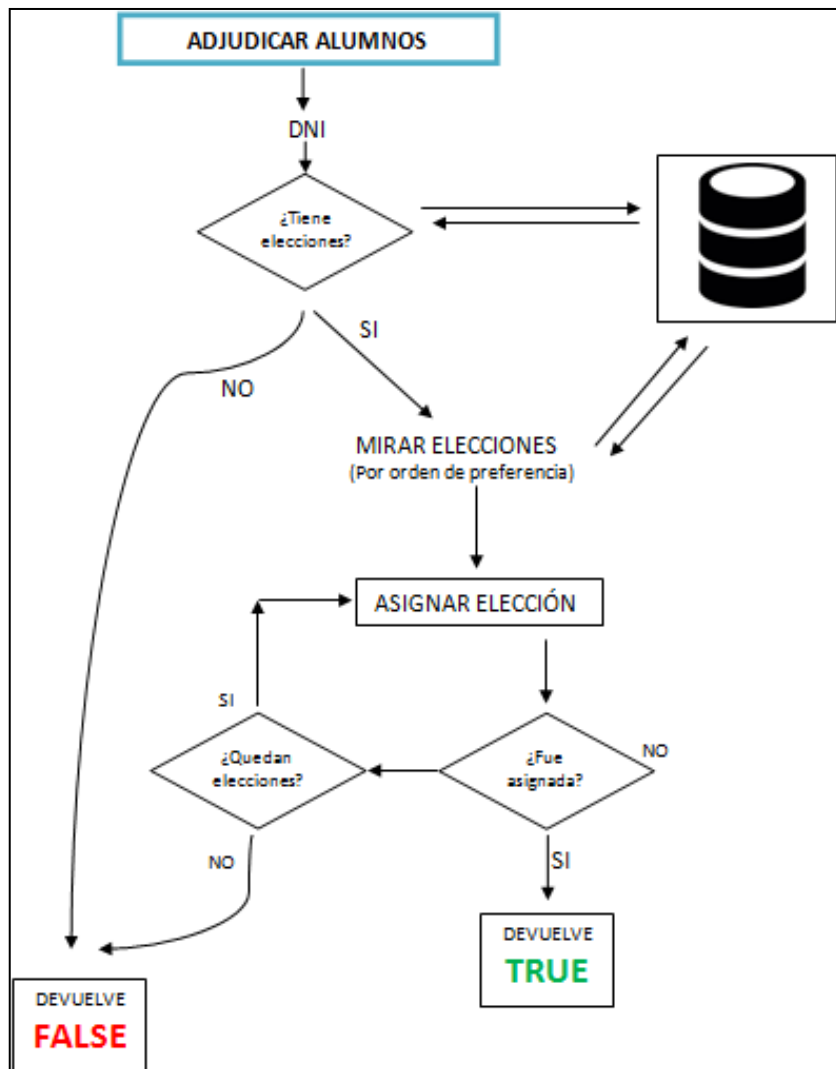 ADJUDICAR ALUMNOS
DNI
¿Tiene
elecciones?
SI
NO
MIRAR ELECCIONES
(Por orden de preferencia)
ASIGNAR ELECCIÓN
SI
¿Quedan
elecciones?
¿Fue
asignada?
NO
NO
SI
DEVUELVE
TRUE
DEVUELVE
FALSE